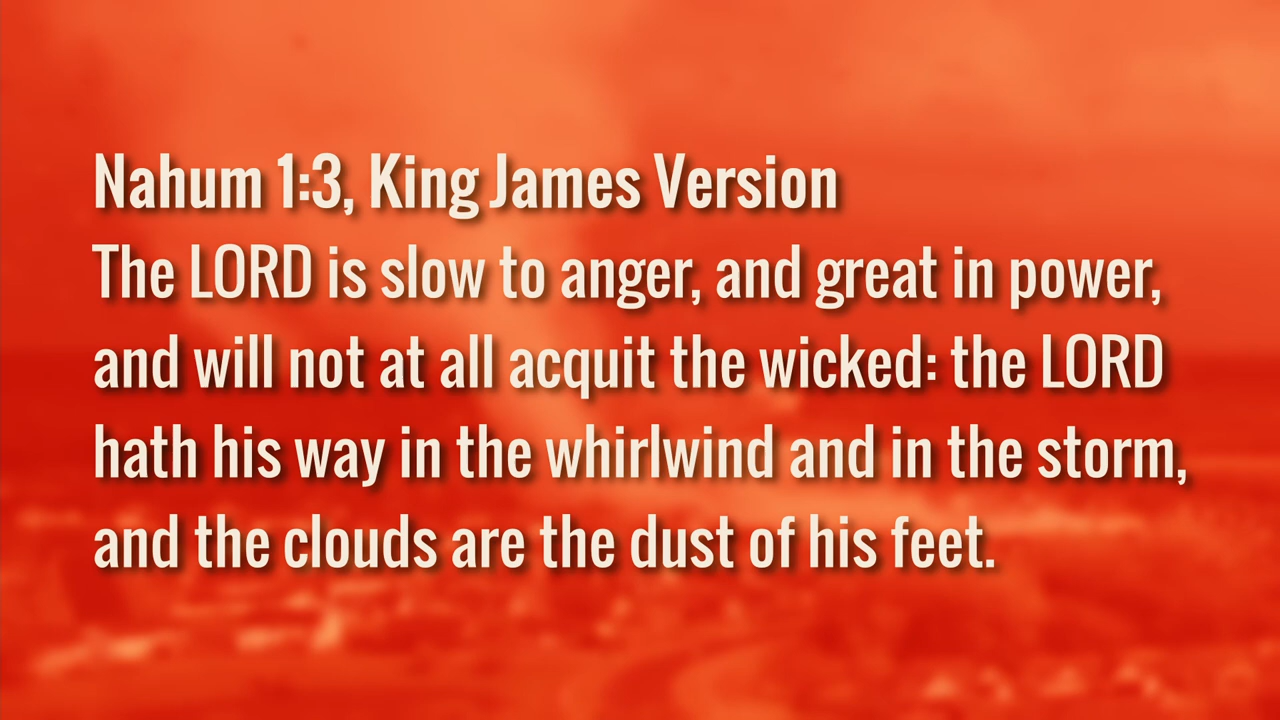 Nahum 1:3, King James Version
The LORD is slow to anger, and great in power,
and will not at all acquit the wicked: the LORD
hath his way in the whirlwind and in the storm,
and the clouds are the dust of his feet.